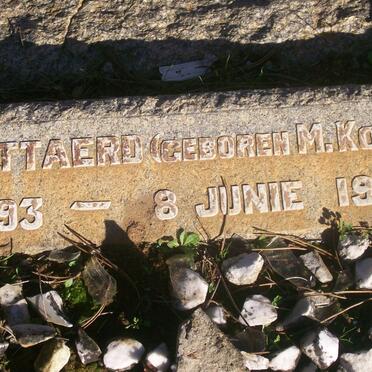 TTAERD (GEBOREN M. KO
93 – 8 JUNIE 19